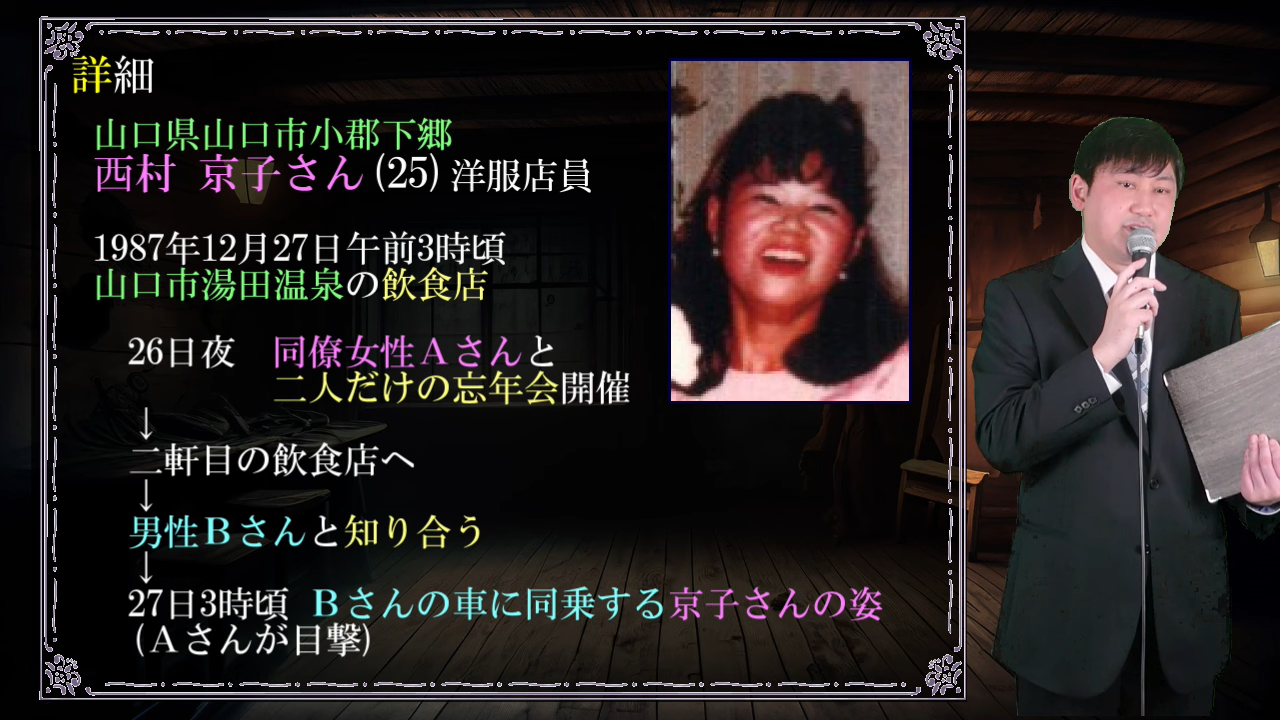 詳細
山口県山口市小郡下郷
西村 京子さん(25)洋服店員
1987年12月27日午前3時頃
山口市湯田温泉の飲食店
26日夜 同僚女性Aさんと
二人だけの忘年会開催
↓
二軒目の飲食店へ
↓
男性Bさんと知り合う
↓
27日3時頃 Bさんの車に同乗する京子さんの姿
(Aさんが目撃)